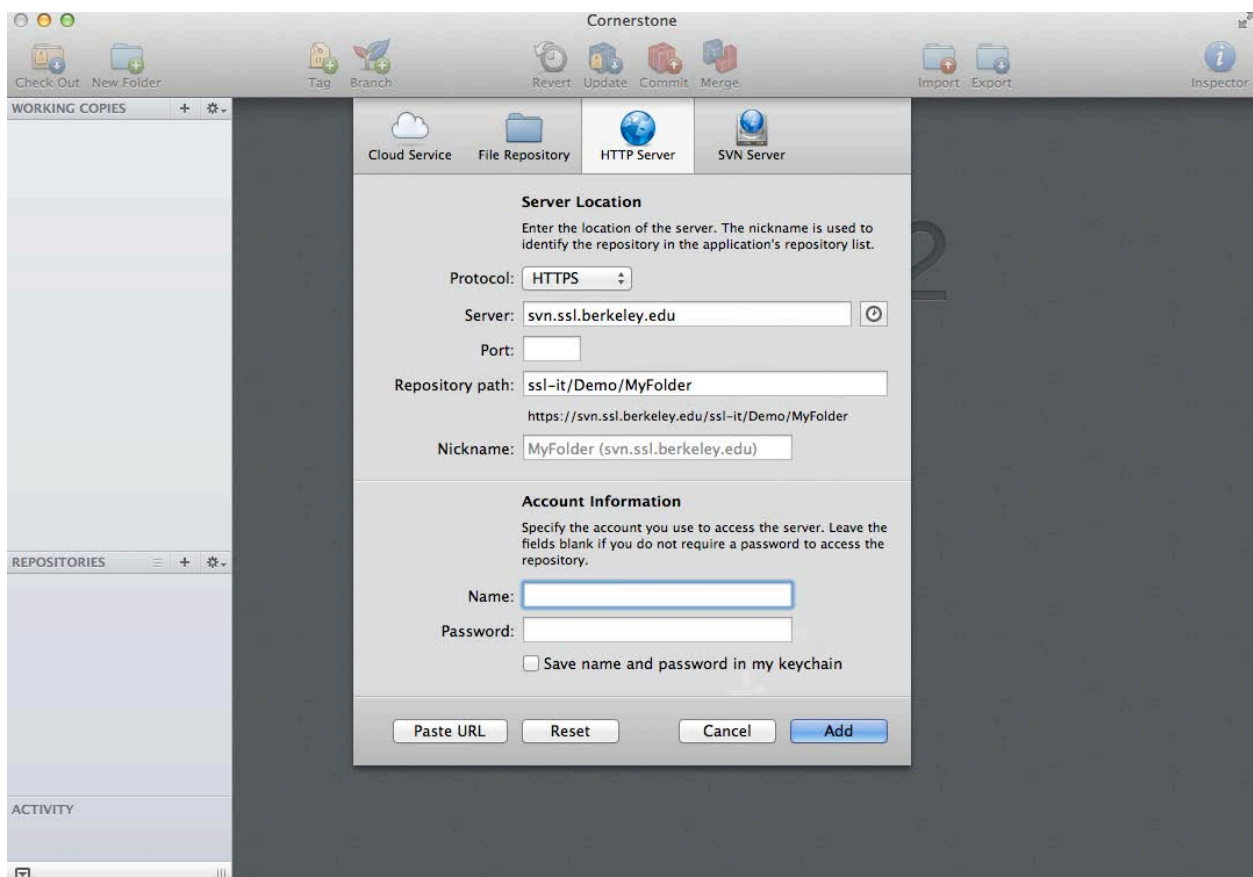 Cornerstone
Check Out New Folder Tag Branch Revert Update Commit Merge Import Export Inspector
WORKING COPIES
Cloud Service File Repository HTTP Server SVN Server
Server Location
Enter the location of the server. The nickname is used to
identify the repository in the application's repository list.
2
Protocol: HTTPS
Server: svn.ssl.berkeley.edu
Port:
Repository path: ssl-it/Demo/MyFolder
https://svn.ssl.berkeley.edu/ssl-it/Demo/MyFolder
Nickname: MyFolder (svn.ssl.berkeley.edu)
Account Information
Specify the account you use to access the server. Leave the
fields blank if you do not require a password to access the
repository.
REPOSITORIES
Name:
Password:
Save name and password in my keychain
Paste URL Reset Cancel Add
ACTIVITY